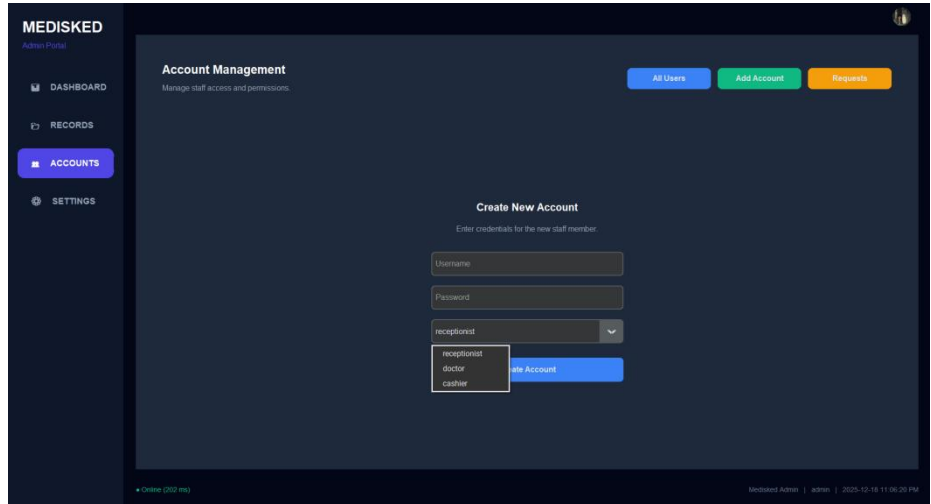 MEDISKED
Admin Portal
DASHBOARD
RECORDS
ACCOUNTS
SETTINGS
Account Management
Manage staff access and permissions.
All Users
Add Account
Requests
Create New Account
Enter credentials for the new staff member.
Username
Password
receptionist
receptionist
doctor
cashier
ate Account
● Online (202 ms)
Medisked Admin | admin | 2025-12-18 11:06:20 PM